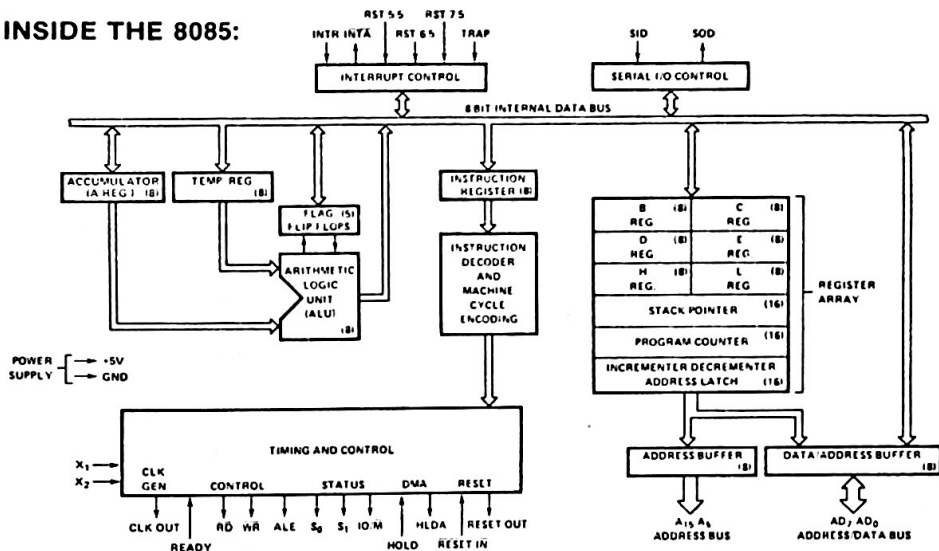 INSIDE THE 8085:
RST 5.5 RST 7.5
INTR INTA RST 6.5 TRAP
SID SOD
INTERRUPT CONTROL
SERIAL I/O CONTROL
8 BIT INTERNAL DATA BUS
ACCUMULATOR
(A REG.) (8)
TEMP. REG.
(8)
FLAG (5)
FLIP FLOPS
ARITHMETIC
LOGIC
UNIT
(ALU)
(8)
INSTRUCTION
REGISTER (8)
INSTRUCTION
DECODER
AND
MACHINE
CYCLE
ENCODING
B (8) C (8)
REG. REG.
D (8) E (8)
REG. REG.
H (8) L (8)
REG. REG.
STACK POINTER (16)
PROGRAM COUNTER (16)
INCREMENTER DECREMENTER
ADDRESS LATCH (16)
REGISTER
ARRAY
POWER +5V
SUPPLY GND
TIMING AND CONTROL
X₁
X₂
CLK
GEN CONTROL STATUS DMA RESET
CLK OUT RD WR ALE S₀ S₁ IO/M HLDA RESET OUT
READY HOLD RESET IN
ADDRESS BUFFER
(8)
DATA/ADDRESS BUFFER
(8)
A₁₅ A₈
ADDRESS BUS
AD₇ AD₀
ADDRESS/DATA BUS